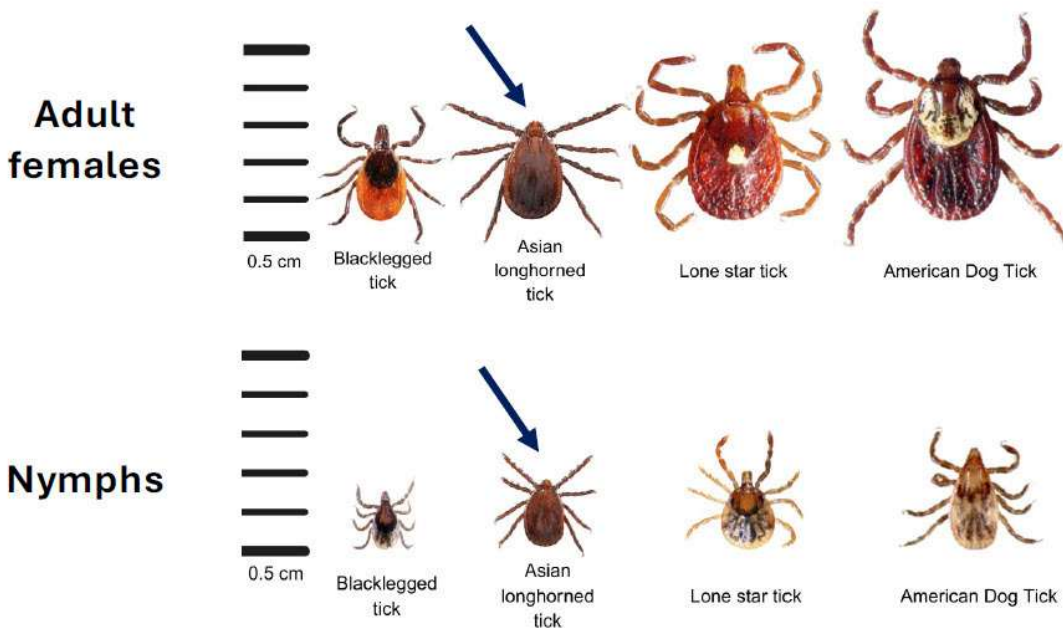 Adult
females
0.5 cm
Blacklegged
tick
Asian
longhorned
tick
Lone star tick
American Dog Tick
Nymphs
0.5 cm
Blacklegged
tick
Asian
longhorned
tick
Lone star tick
American Dog Tick